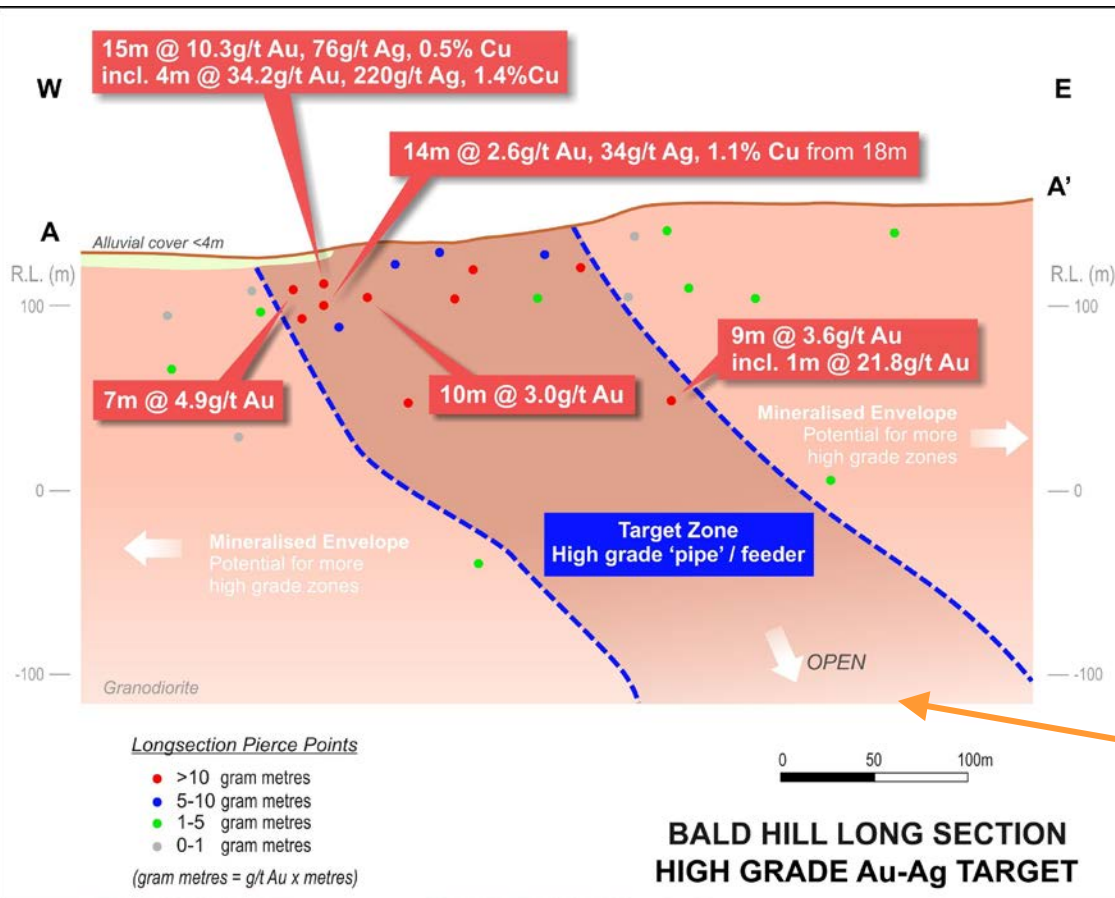 15m @ 10.3g/t Au, 76g/t Ag, 0.5% Cu
incl. 4m @ 34.2g/t Au, 220g/t Ag, 1.4%Cu
W
E
14m @ 2.6g/t Au, 34g/t Ag, 1.1% Cu from 18m
A'
A
Alluvial cover <4m
R.L. (m)
R.L. (m)
100
100
9m @ 3.6g/t Au
incl. 1m @ 21.8g/t Au
7m @ 4.9g/t Au
10m @ 3.0g/t Au
Mineralised Envelope
Potential for more
high grade zones
0
0
Target Zone
High grade ‘pipe’ / feeder
Mineralised Envelope
Potential for more
high grade zones
OPEN
-100
-100
Granodiorite
Longsection Pierce Points
>10 gram metres
5-10 gram metres
1-5 gram metres
0-1 gram metres
(gram metres = g/t Au x metres)
0 50 100m
BALD HILL LONG SECTION
HIGH GRADE Au-Ag TARGET